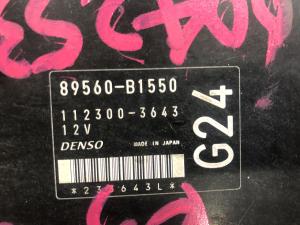 89560-B1550
112300-3643
12V
DENSO MADE IN JAPAN
*233643L*
G24